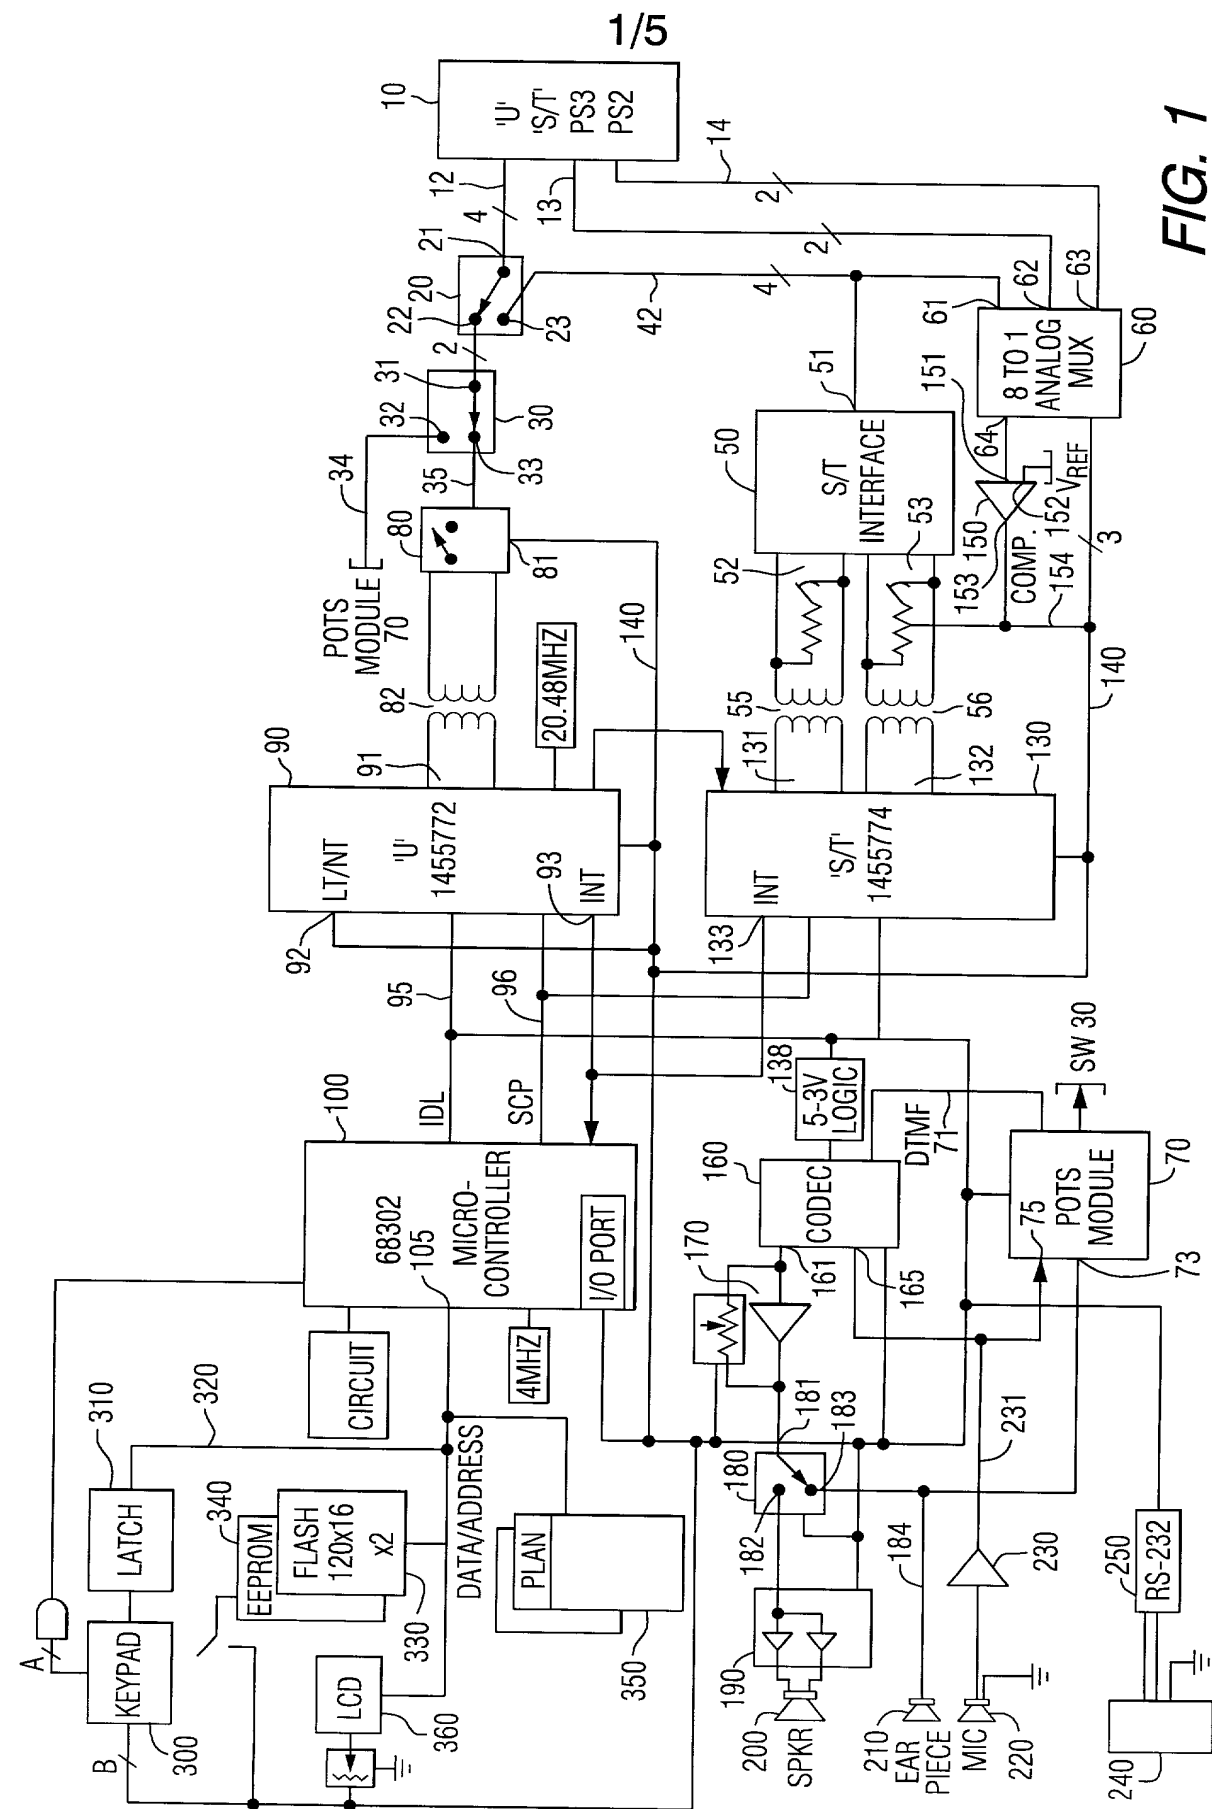 1/5
FIG. 1
10
'U'
'S/T'
PS3
PS2
12
4
13
14
2
2
21
20
22
23
2
42
4
31
32
30
33
34
35
POTS
MODULE
70
80
81
82
61
62
63
8 TO 1
ANALOG
MUX
60
64
151
150
152
VREF
153
COMP.
154
3
51
50
S/T
INTERFACE
52
53
55
56
140
140
20.48MHZ
90
91
LT/NT
'U'
1455772
93
INT
92
131
132
130
INT
'S/T'
1455774
133
95
96
IDL
SCP
100
68302
MICRO-
CONTROLLER
105
I/O PORT
CIRCUIT
4MHZ
138
5-3V
LOGIC
SW 30
DTMF
71
160
CODEC
161
165
170
75
POTS
MODULE
70
73
310
LATCH
320
340
EEPROM
FLASH
120x16
x2
330
DATA/ADDRESS
PLAN
350
A
KEYPAD
300
B
LCD
360
180
181
182
183
184
190
200
SPKR
210
EAR
PIECE
MIC
220
230
231
250
RS-232
240